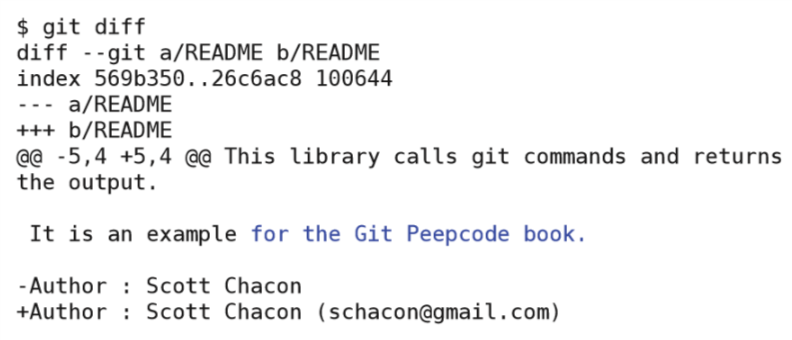 $ git diff
diff --git a/README b/README
index 569b350..26c6ac8 100644
--- a/README
+++ b/README
@@ -5,4 +5,4 @@ This library calls git commands and returns
the output.

 It is an example for the Git Peepcode book.

-Author : Scott Chacon
+Author : Scott Chacon (schacon@gmail.com)